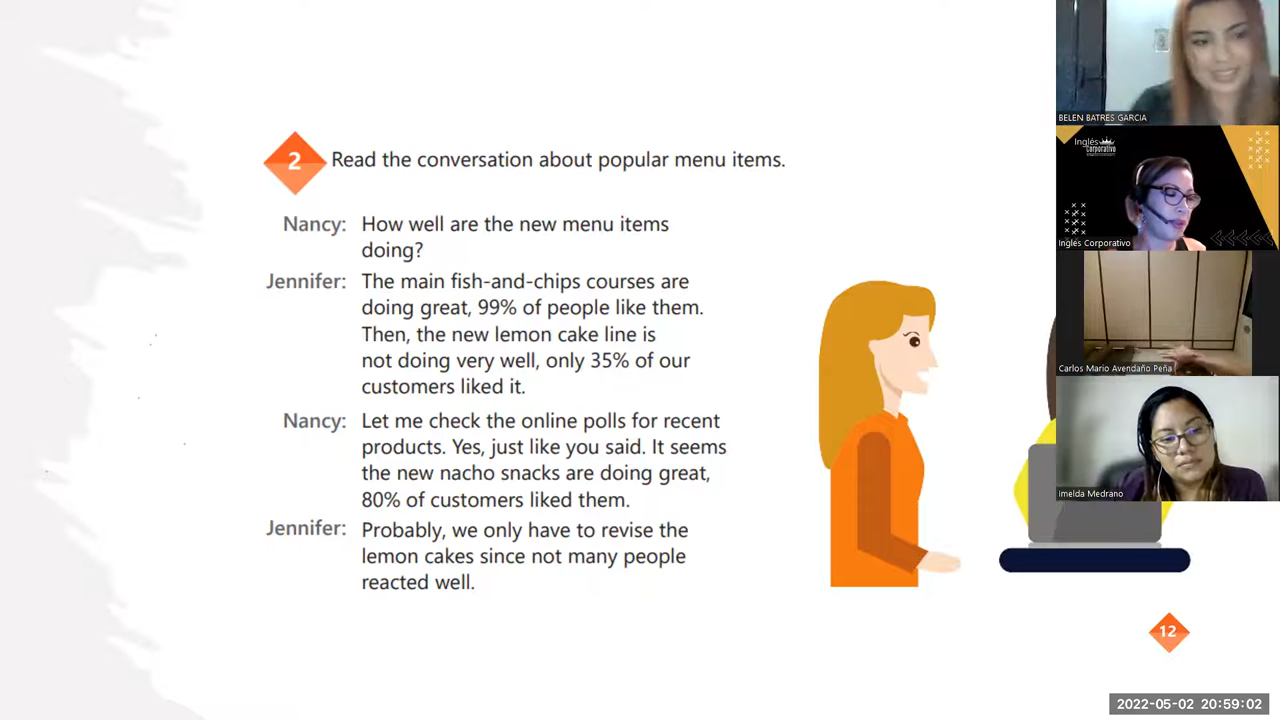 2 Read the conversation about popular menu items.
Nancy: How well are the new menu items
doing?
Jennifer: The main fish-and-chips courses are
doing great, 99% of people like them.
Then, the new lemon cake line is
not doing very well, only 35% of our
customers liked it.
Nancy: Let me check the online polls for recent
products. Yes, just like you said. It seems
the new nacho snacks are doing great,
80% of customers liked them.
Jennifer: Probably, we only have to revise the
lemon cakes since not many people
reacted well.
12
BELEN BATRES GARCIA
Inglés
Corporativo
Inglés Corporativo
Carlos Mario Avendaño Peña
Imelda Medrano
2022-05-02 20:59:02